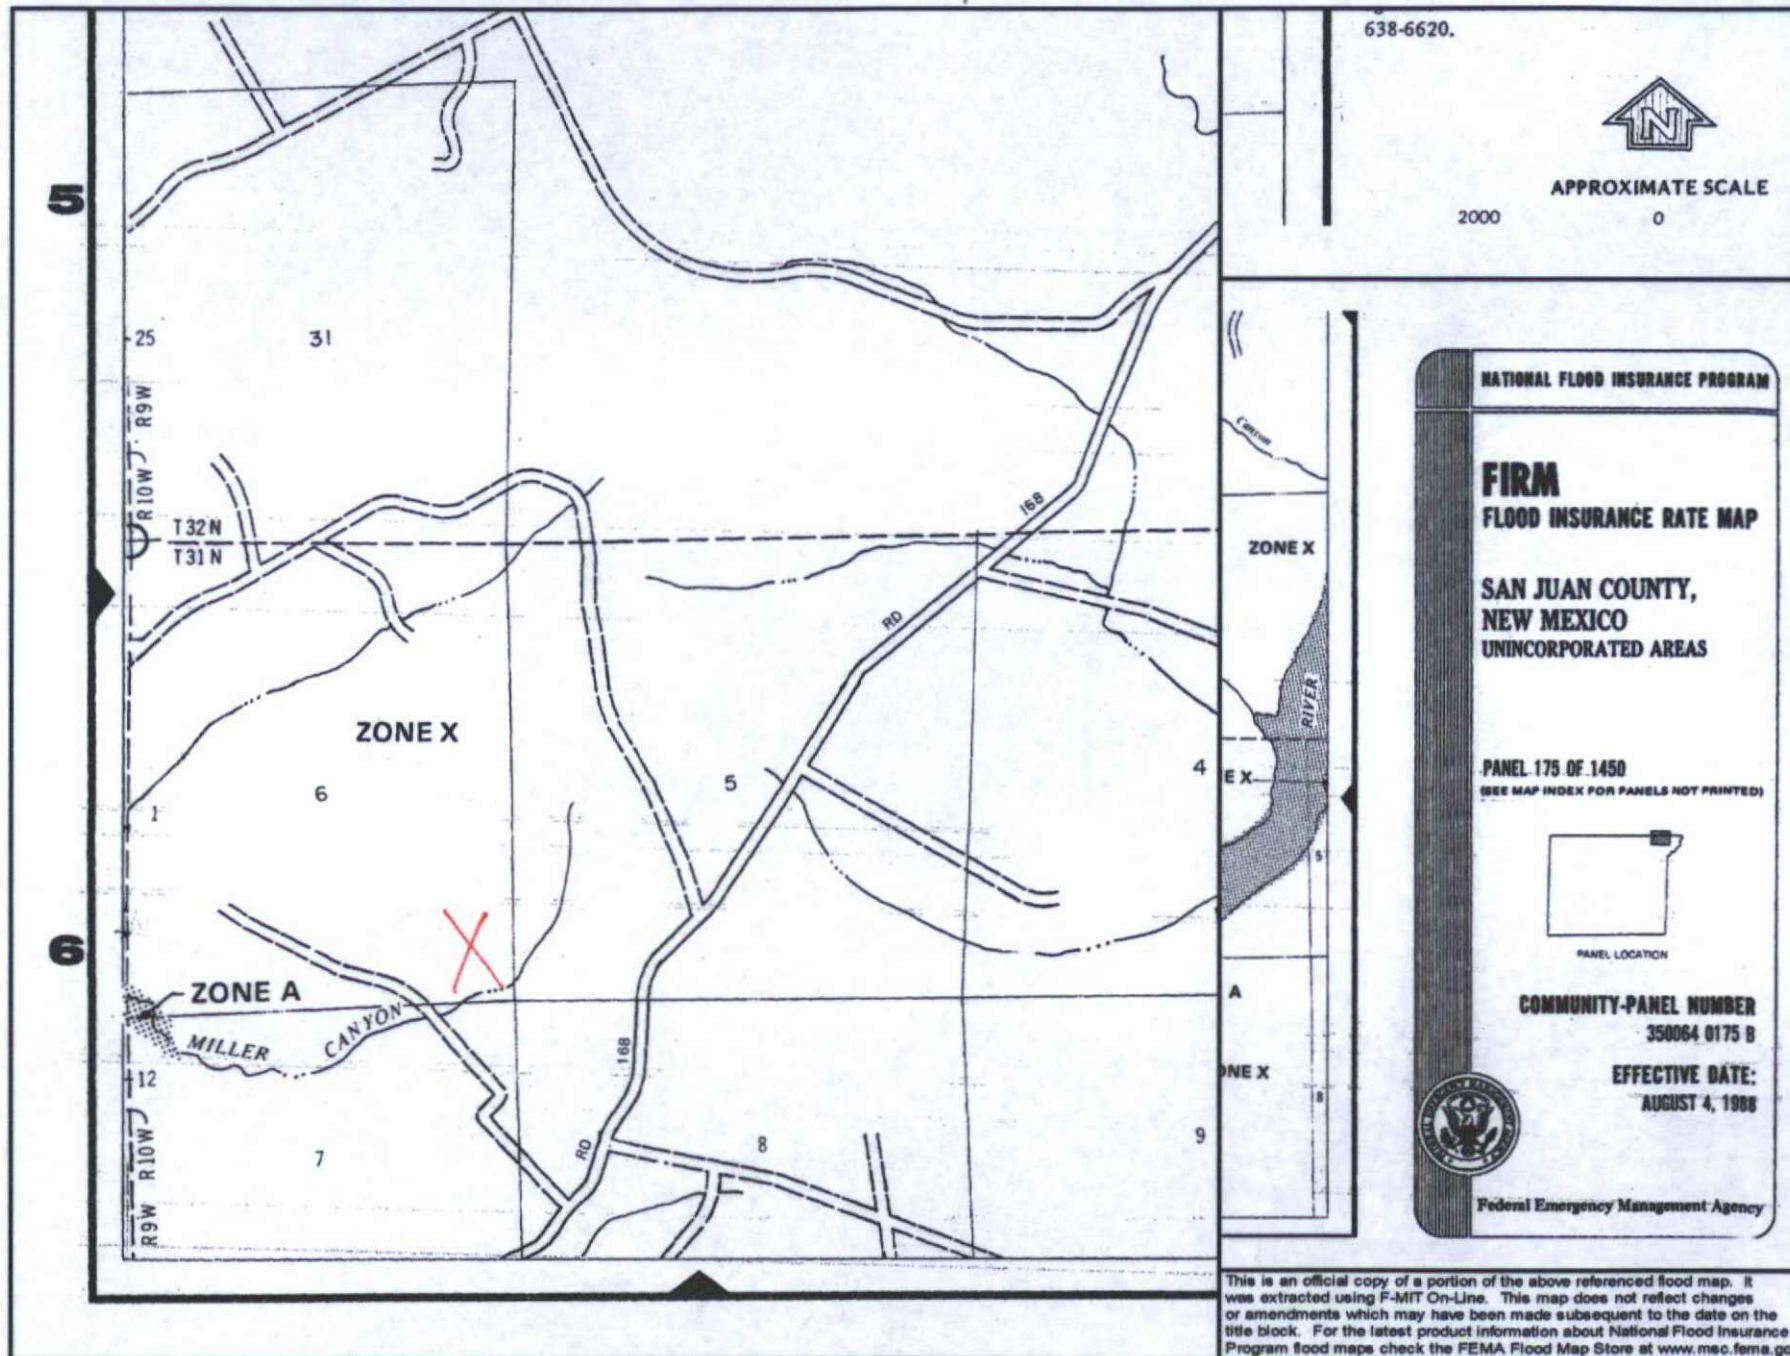 638-6620.
N
APPROXIMATE SCALE
2000 0
5
25
31
R10W R9W
T32N
T31N
168
RD
ZONE X
6
5
4
1
6
ZONE A
MILLER CANYON
12
168
RD
R9W R10W
7
8
9
Canyon
ZONE X
RIVER
E X
5
A
NE X
8
NATIONAL FLOOD INSURANCE PROGRAM
FIRM
FLOOD INSURANCE RATE MAP
SAN JUAN COUNTY,
NEW MEXICO
UNINCORPORATED AREAS
PANEL 175 OF 1450
(SEE MAP INDEX FOR PANELS NOT PRINTED)
PANEL LOCATION
COMMUNITY-PANEL NUMBER
350064 0175 B
EFFECTIVE DATE:
AUGUST 4, 1988
Federal Emergency Management Agency
This is an official copy of a portion of the above referenced flood map. It
was extracted using F-MIT On-Line. This map does not reflect changes
or amendments which may have been made subsequent to the date on the
title block. For the latest product information about National Flood Insurance
Program flood maps check the FEMA Flood Map Store at www.msc.fema.g